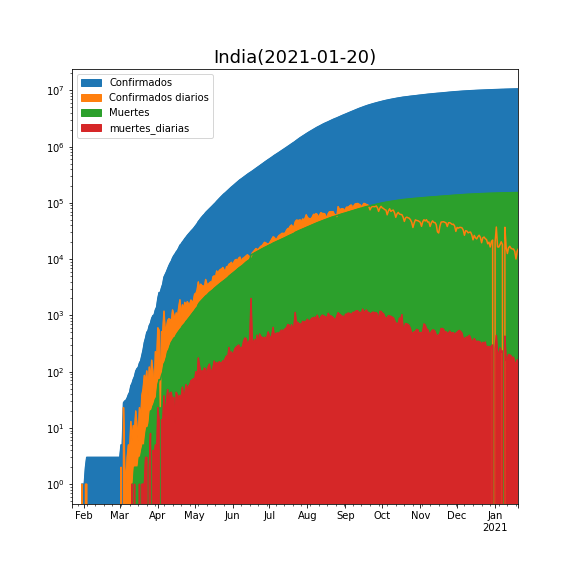 India(2021-01-20)
Confirmados
Confirmados diarios
Muertes
muertes_diarias
10⁷
10⁶
10⁵
10⁴
10³
10²
10¹
10⁰
Feb Mar Apr May Jun Jul Aug Sep Oct Nov Dec Jan
2021